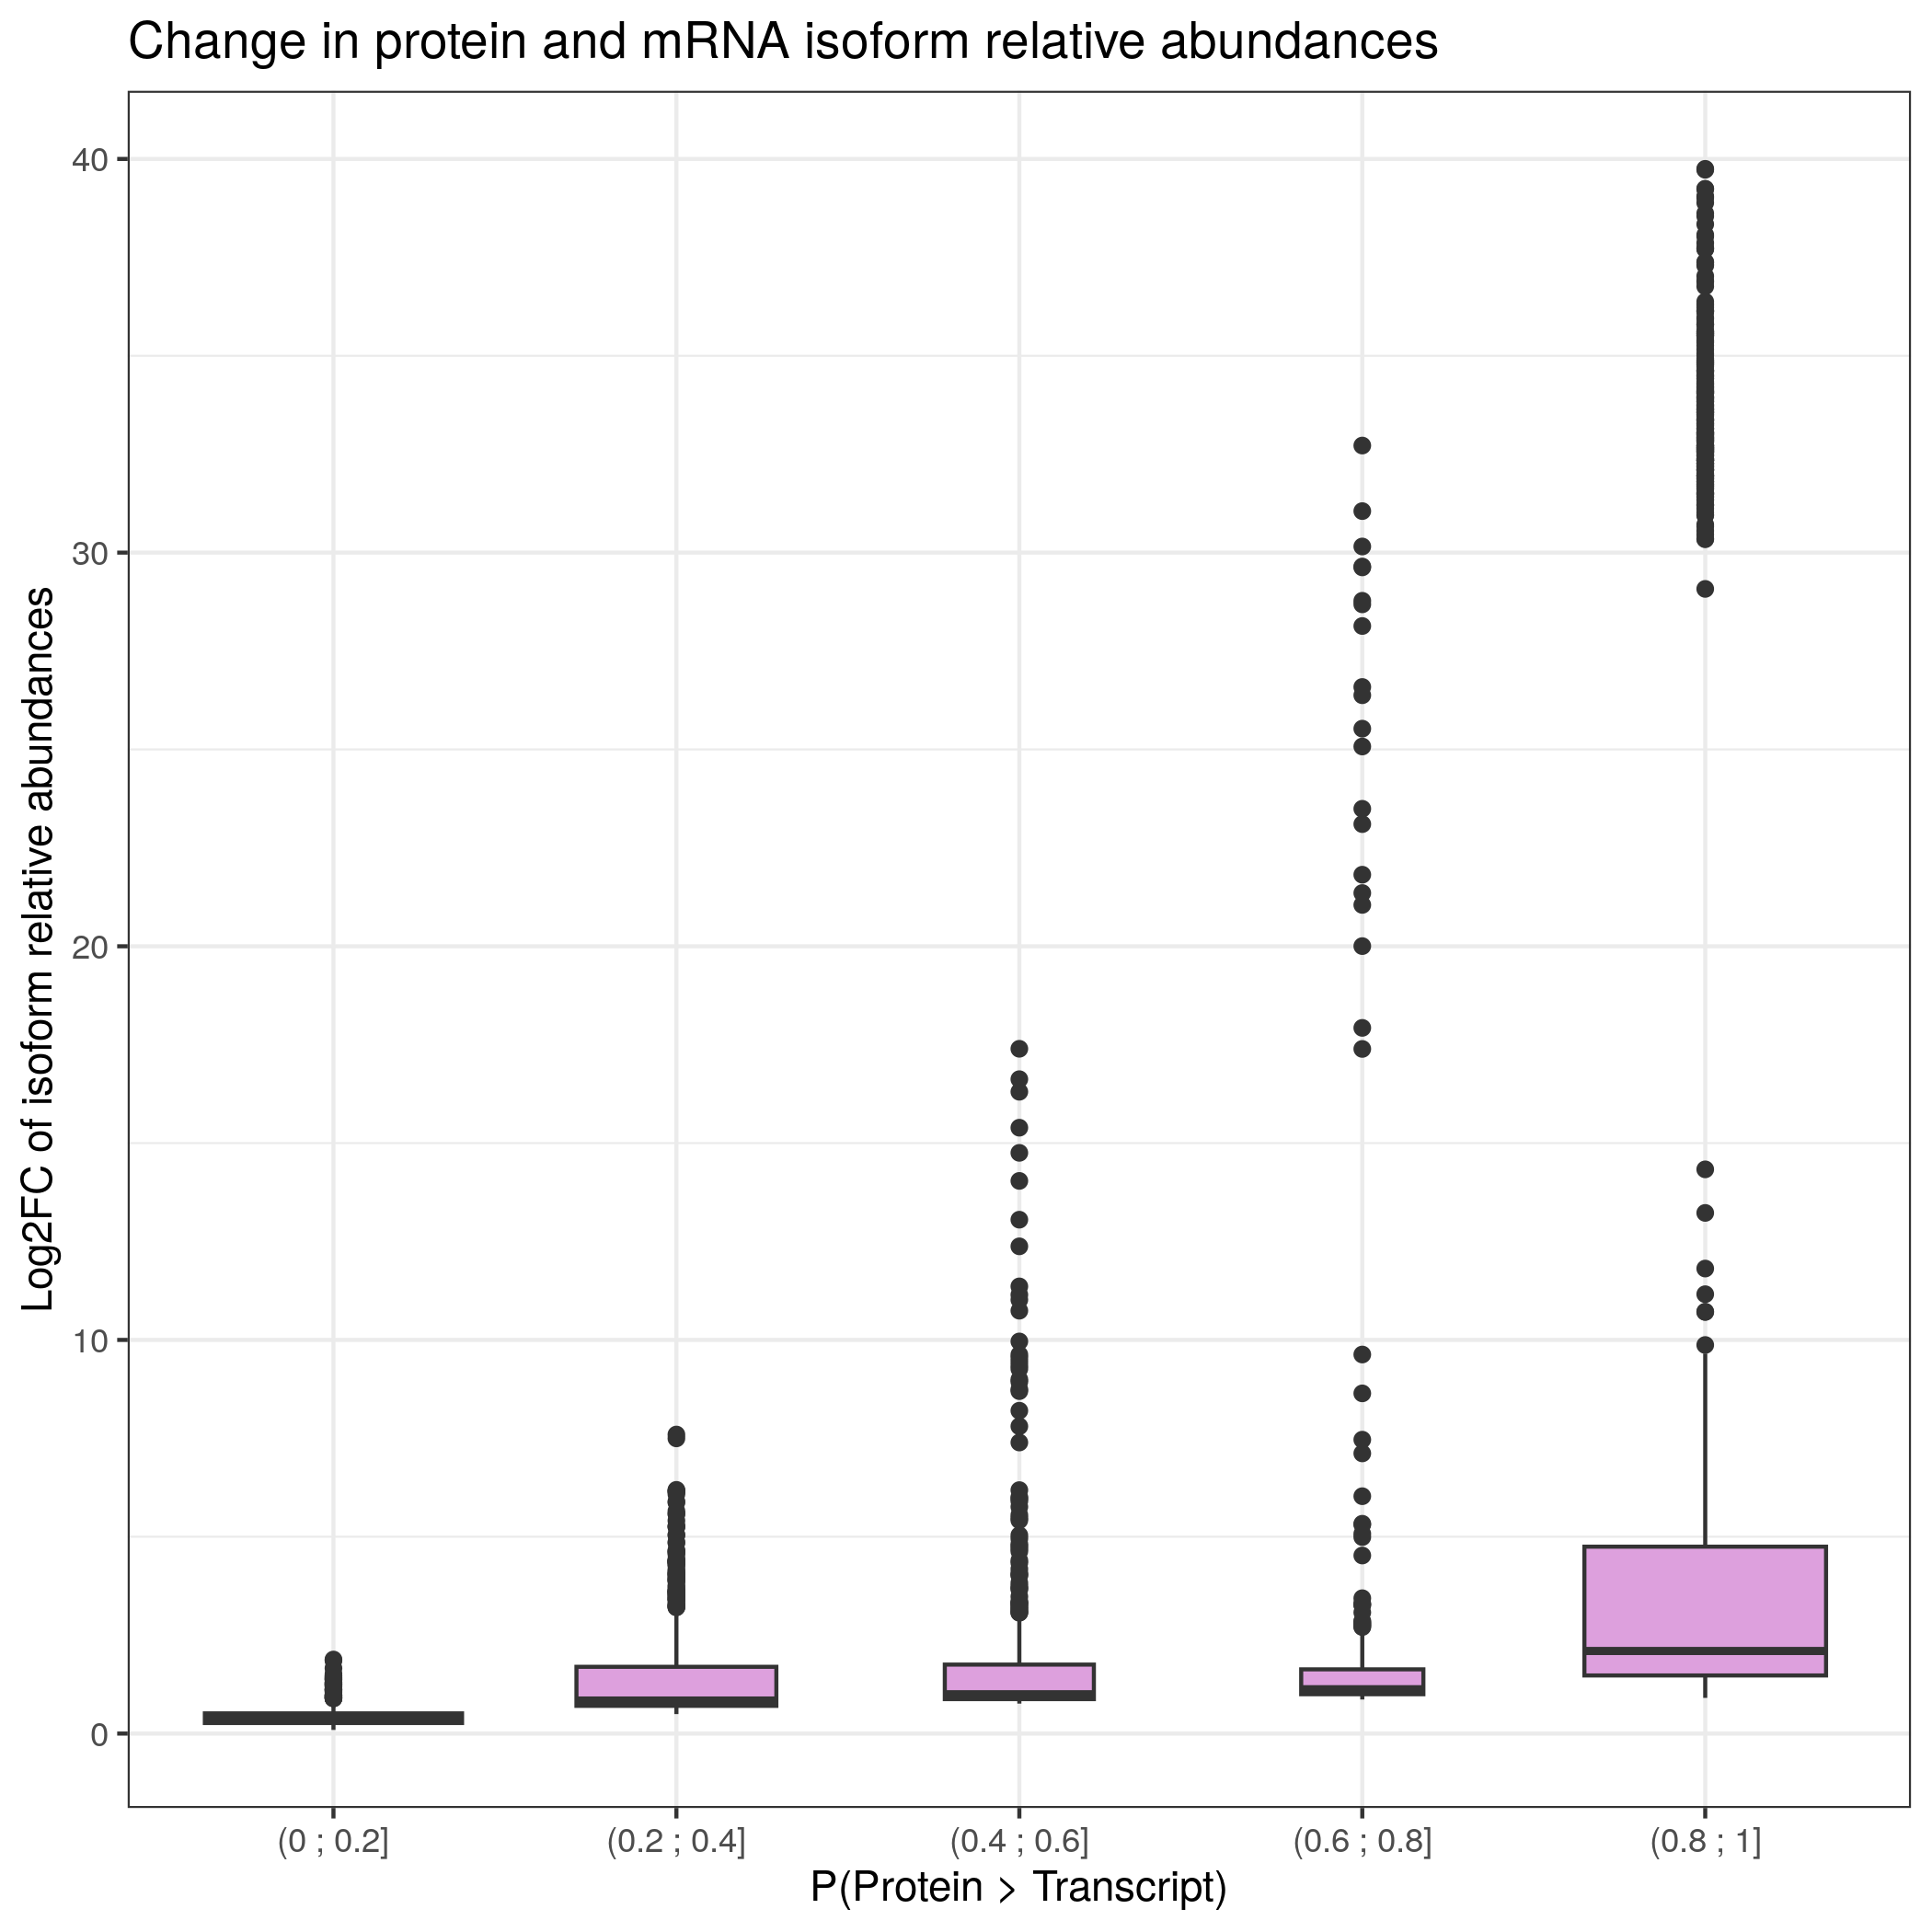 Change in protein and mRNA isoform relative abundances
Log2FC of isoform relative abundances
40
30
20
10
0
(0 ; 0.2]
(0.2 ; 0.4]
(0.4 ; 0.6]
(0.6 ; 0.8]
(0.8 ; 1]
P(Protein > Transcript)